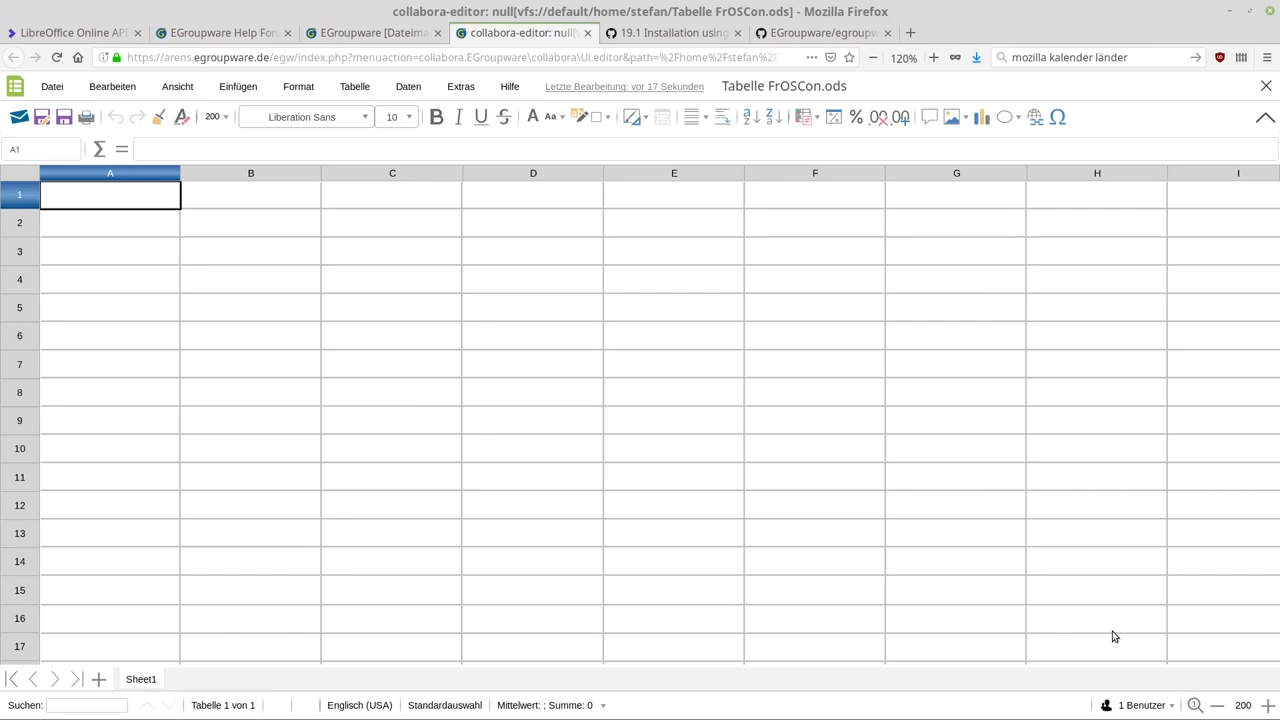 collabora-editor: null[vfs://default/home/stefan/Tabelle FrOSCon.ods] - Mozilla Firefox
LibreOffice Online API
EGroupware Help For
EGroupware [Dateima
collabora-editor: null
19.1 Installation using
EGroupware/egroupw
https://arens.egroupware.de/egw/index.php?menuaction=collabora.EGroupware\collabora\Ui.editor&path=%2Fhome%2Fstefan%2F
120%
mozilla kalender länder
Datei Bearbeiten Ansicht Einfügen Format Tabelle Daten Extras Hilfe Letzte Bearbeitung: vor 17 Sekunden Tabelle FrOSCon.ods
200 Liberation Sans 10
A1
A B C D E F G H I
1
2
3
4
5
6
7
8
9
10
11
12
13
14
15
16
17
Sheet1
Suchen: Tabelle 1 von 1 Englisch (USA) Standardauswahl Mittelwert: ; Summe: 0 1 Benutzer 200